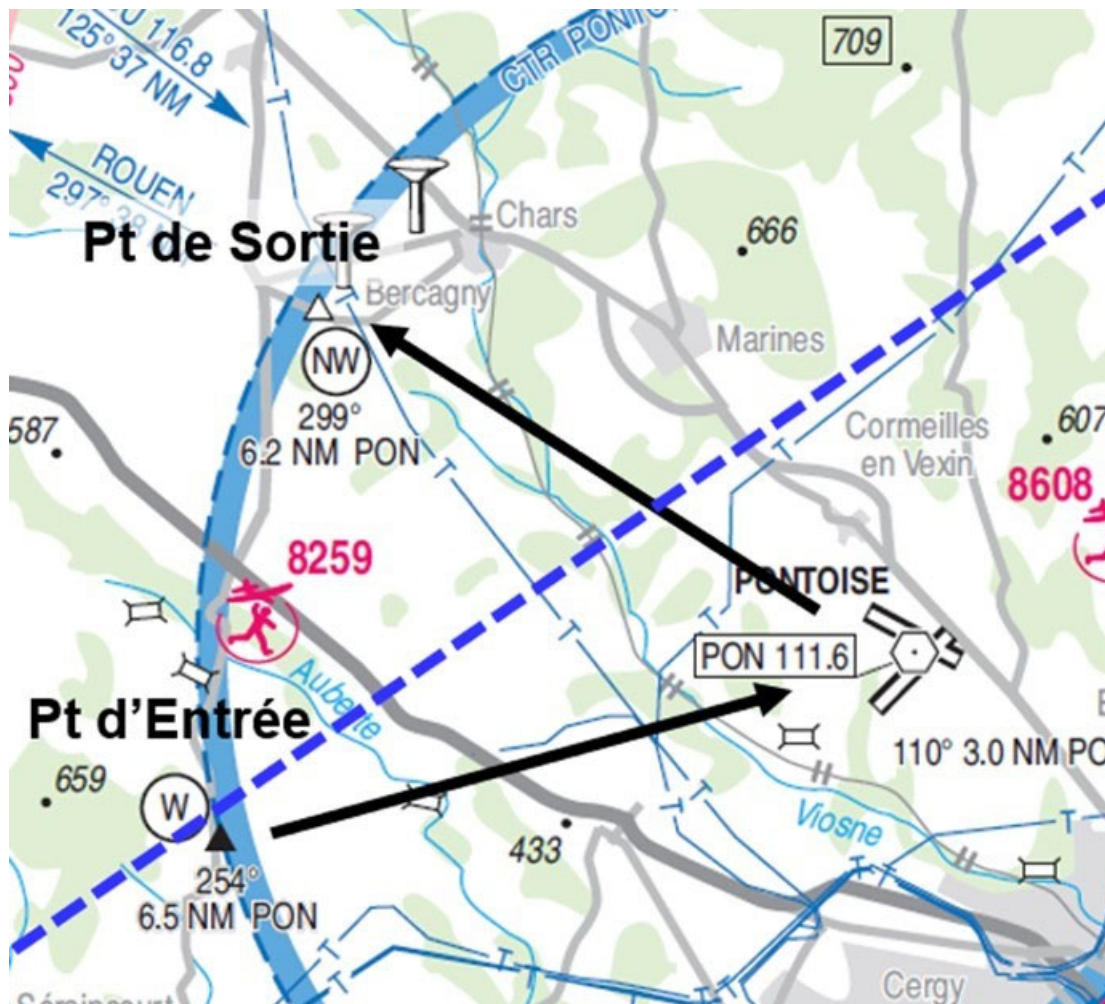 116.8
125° 37 NM
CTR
709
ROUEN
297°
Chars
Pt de Sortie
666
Bercagny
Marines
NW
299°
6.2 NM PON
587
Cormeilles
en Vexin
607
8608
8259
PONTOISE
PON 111.6
Aubette
Pt d’Entrée
110° 3.0 NM
659
W
433
Viosne
254°
6.5 NM PON
Cergy